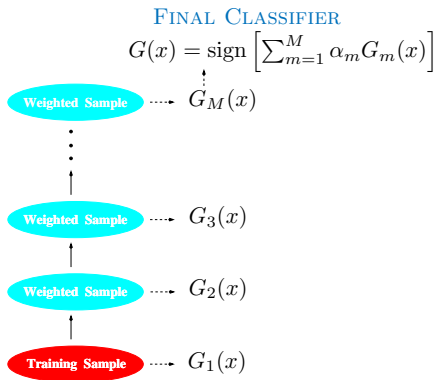 FINAL CLASSIFIER
G(x) = sign [∑_{m=1}^{M} α_m G_m(x)]
Weighted Sample G_M(x)
Weighted Sample G_3(x)
Weighted Sample G_2(x)
Training Sample G_1(x)